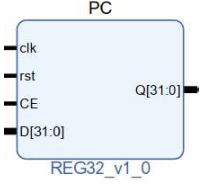 PC
clk
rst
CE
D[31:0]
Q[31:0]
REG32_v1_0